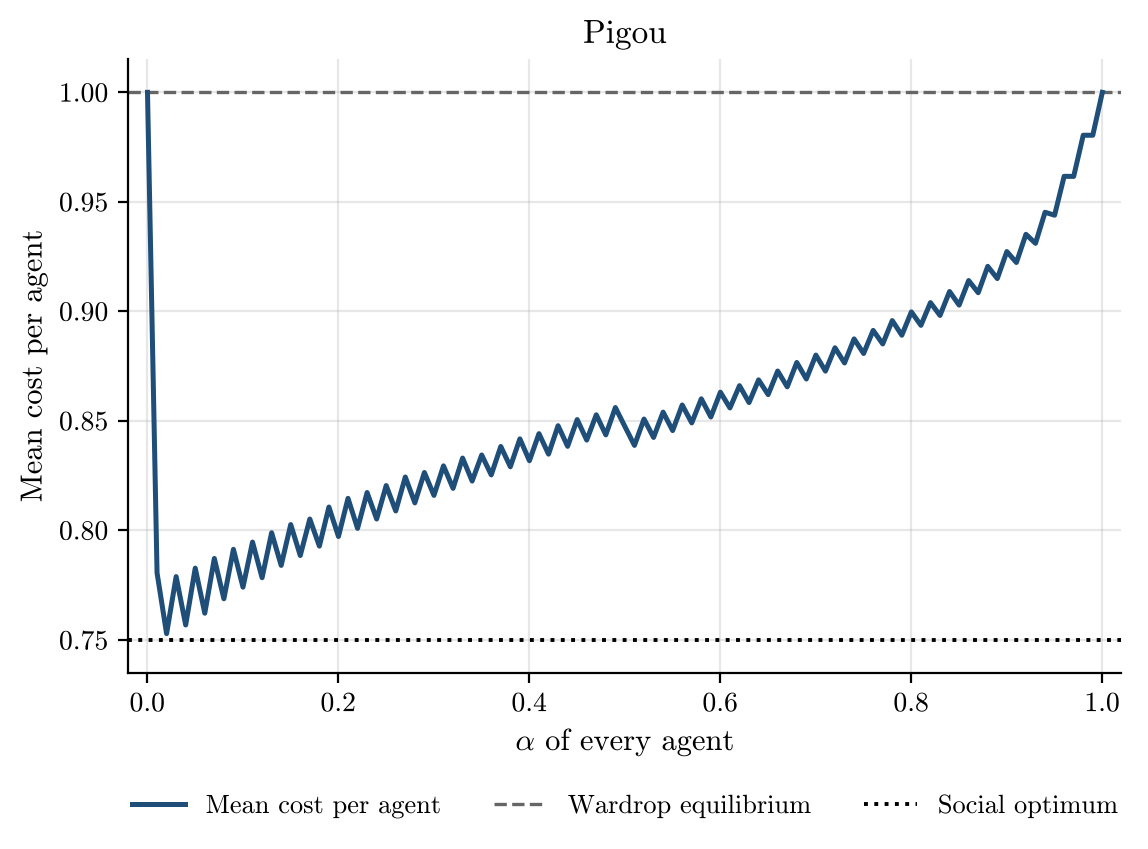 Pigou
Mean cost per agent
1.00
0.95
0.90
0.85
0.80
0.75
0.0 0.2 0.4 0.6 0.8 1.0
α of every agent
Mean cost per agent Wardrop equilibrium Social optimum